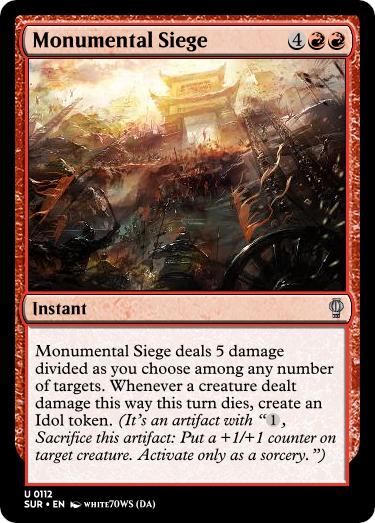 Monumental Siege 4
Instant
Monumental Siege deals 5 damage
divided as you choose among any number
of targets. Whenever a creature dealt
damage this way this turn dies, create an
Idol token. (It's an artifact with “1,
Sacrifice this artifact: Put a +1/+1 counter on
target creature. Activate only as a sorcery.”)
U 0112
SUR • EN WHITE70WS (DA)